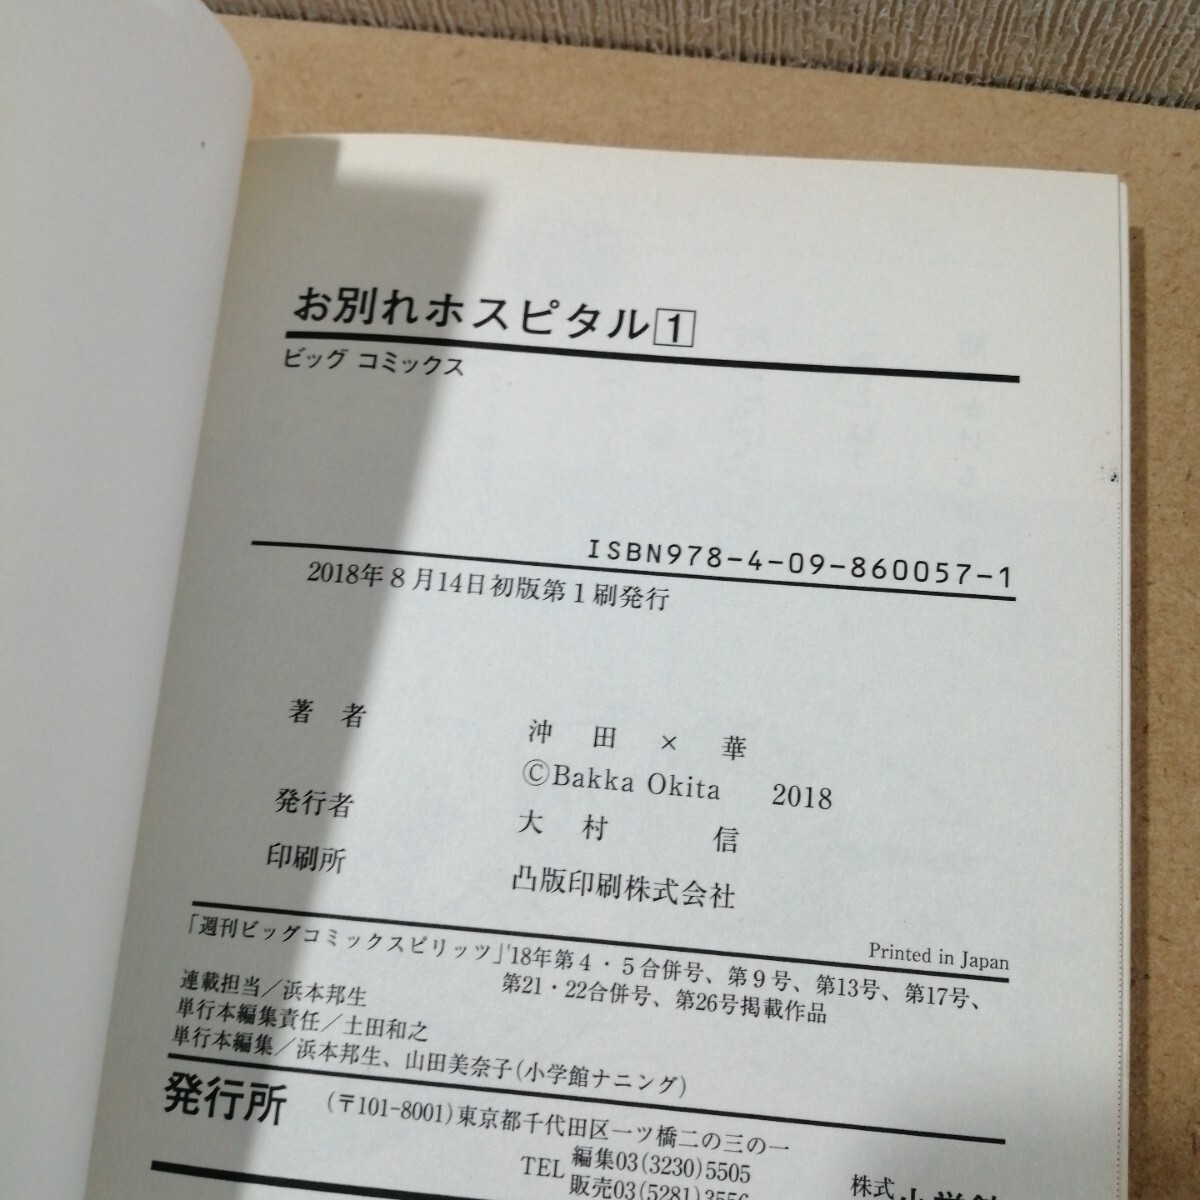 お別れホスピタル1
ビッグ コミックス
ISBN978-4-09-860057-1
2018年8月14日初版第1刷発行
著 者 沖 田 × 華
©Bakka Okita 2018
発行者 大 村 信
印刷所 凸版印刷株式会社
Printed in Japan
「週刊ビッグコミックスピリッツ」'18年第4・5合併号、第9号、第13号、第17号、
第21・22合併号、第26号掲載作品
連載担当/浜本邦生
単行本編集責任/土田和之
単行本編集/浜本邦生、山田美奈子(小学館ナニング)
発行所 (〒101-8001)東京都千代田区一ツ橋二の三の一
TEL 編集03(3230)5505
販売03(5281)3556
株式